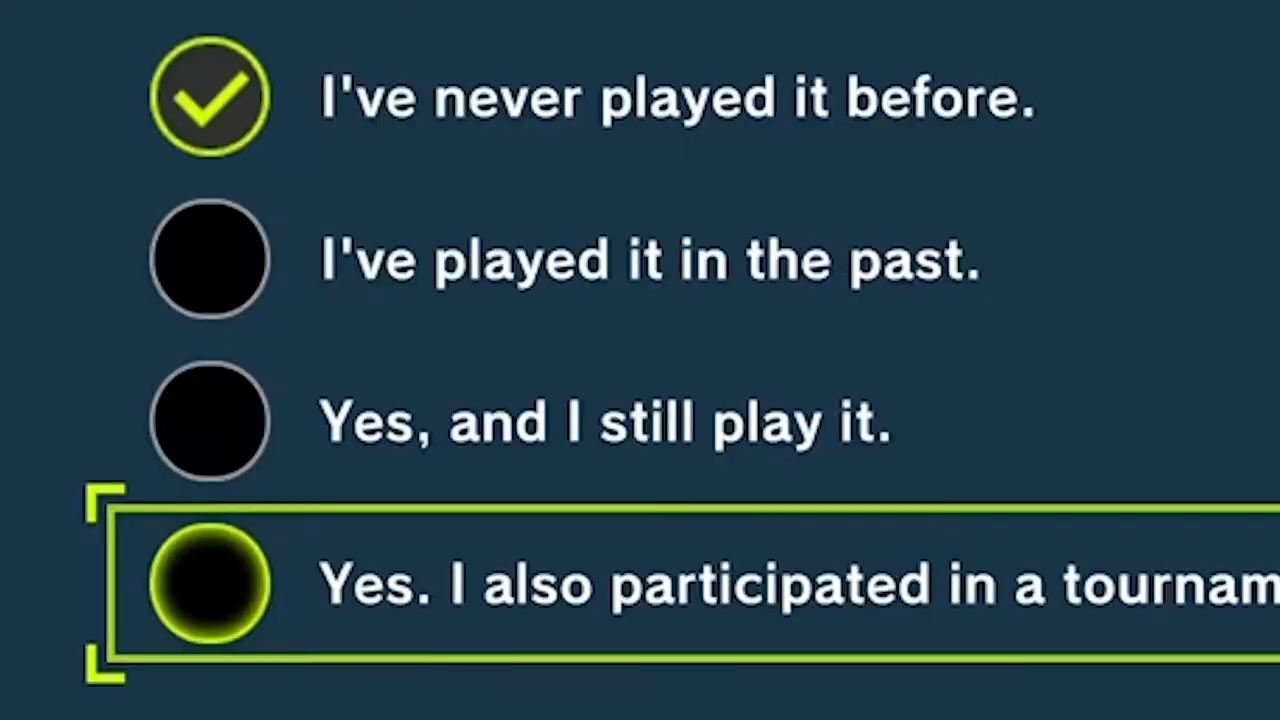 I've never played it before.
I've played it in the past.
Yes, and I still play it.
Yes. I also participated in a tournam